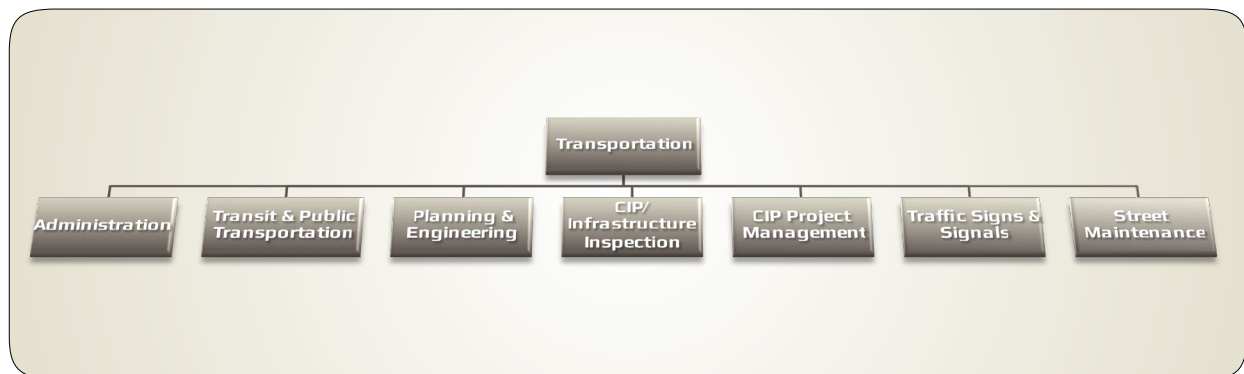 Transportation
Administration
Transit & Public
Transportation
Planning &
Engineering
CIP/
Infrastructure
Inspection
CIP Project
Management
Traffic Signs &
Signals
Street
Maintenance